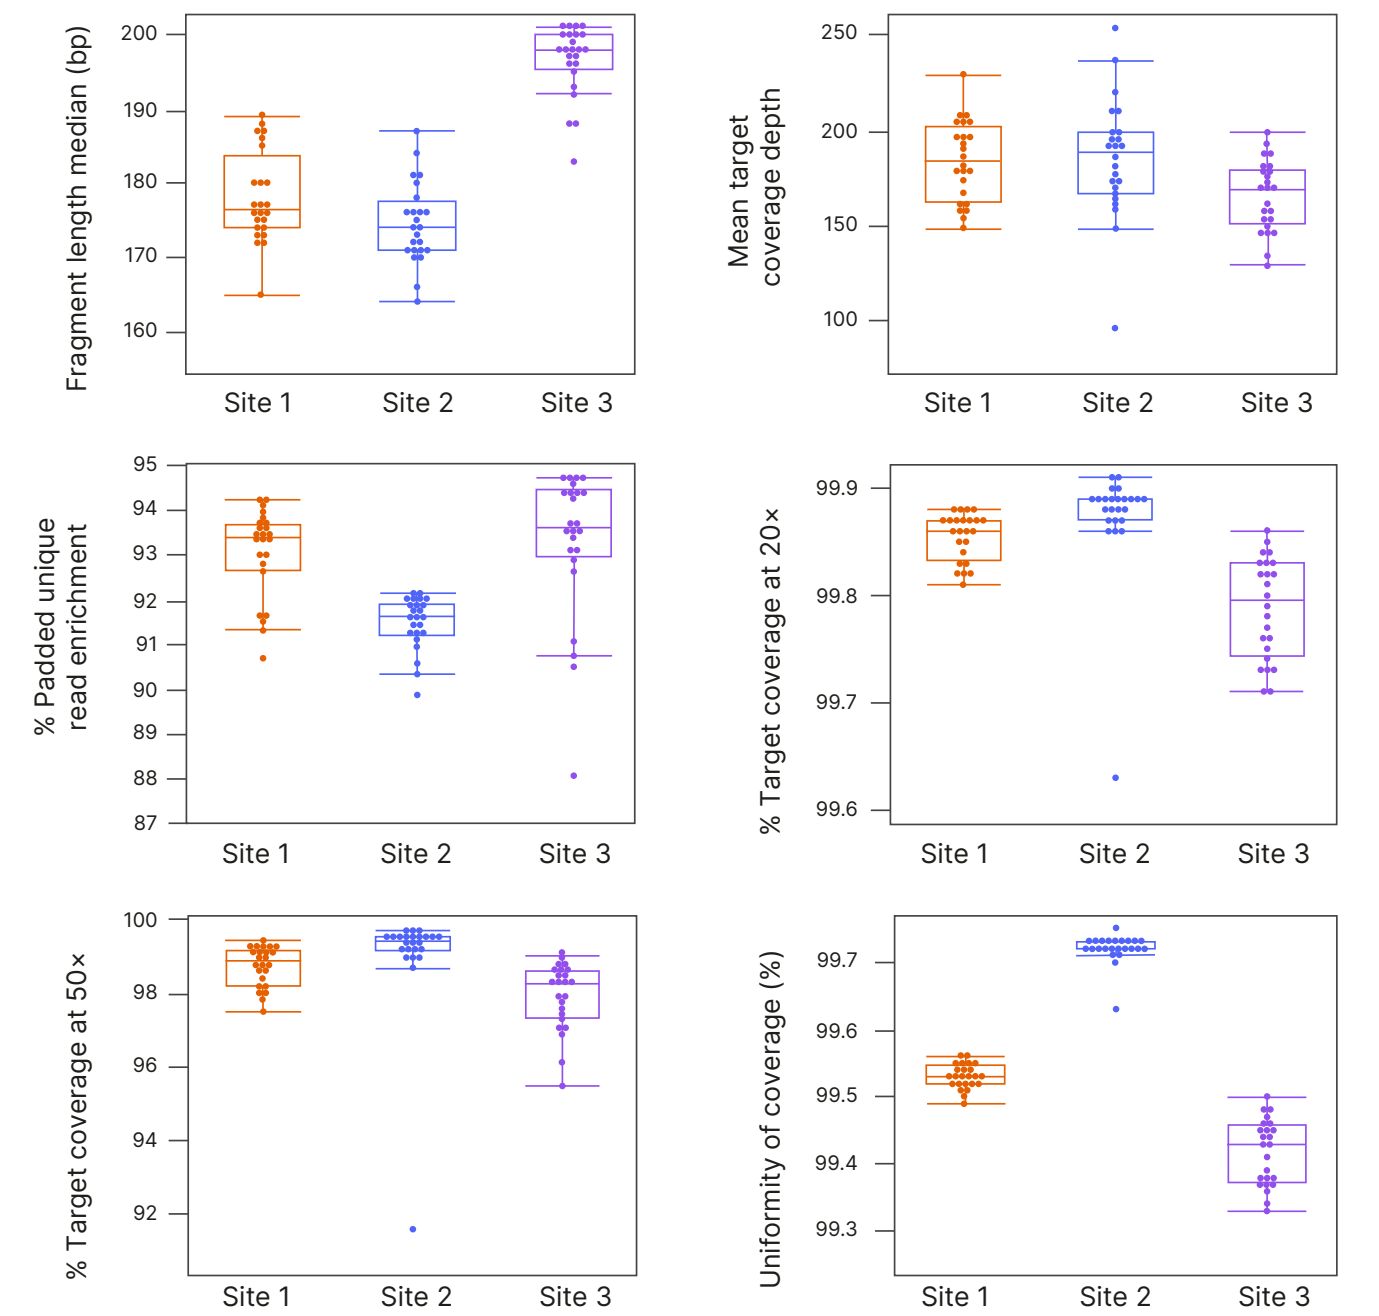 Fragment length median (bp)
200
190
180
170
160
Site 1
Site 2
Site 3
Mean target
coverage depth
250
200
150
100
Site 1
Site 2
Site 3
% Padded unique
read enrichment
95
94
93
92
91
90
89
88
87
Site 1
Site 2
Site 3
% Target coverage at 20×
99.9
99.8
99.7
99.6
Site 1
Site 2
Site 3
% Target coverage at 50×
100
98
96
94
92
Site 1
Site 2
Site 3
Uniformity of coverage (%)
99.7
99.6
99.5
99.4
99.3
Site 1
Site 2
Site 3